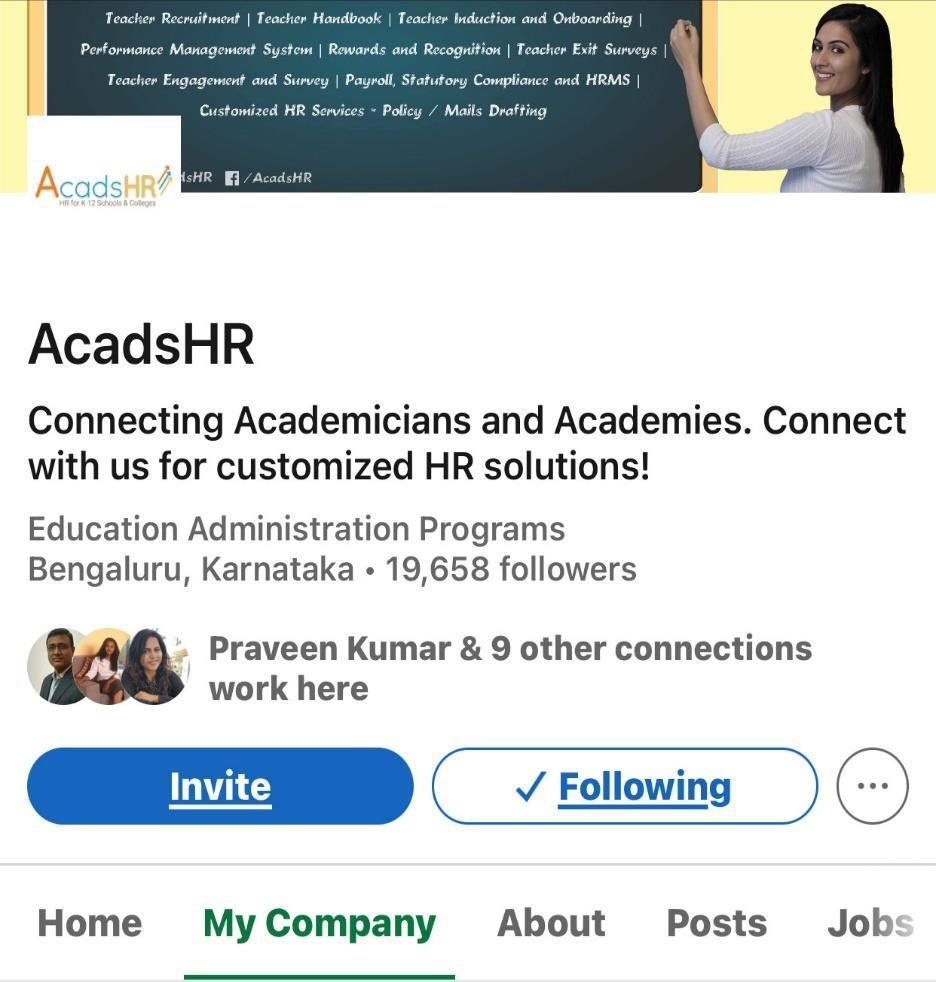 Teacher Recruitment | Teacher Handbook | Teacher Induction and Onboarding |
Performance Management System | Rewards and Recognition | Teacher Exit Surveys |
Teacher Engagement and Survey | Payroll, Statutory Compliance and HRMS |
Customized HR Services - Policy / Mails Drafting
dsHR f /AcadsHR
AcadsHR
HR for K-12 Schools & Colleges
AcadsHR
Connecting Academicians and Academies. Connect
with us for customized HR solutions!
Education Administration Programs
Bengaluru, Karnataka • 19,658 followers
Praveen Kumar & 9 other connections
work here
Invite
✓ Following
...
Home My Company About Posts Jobs